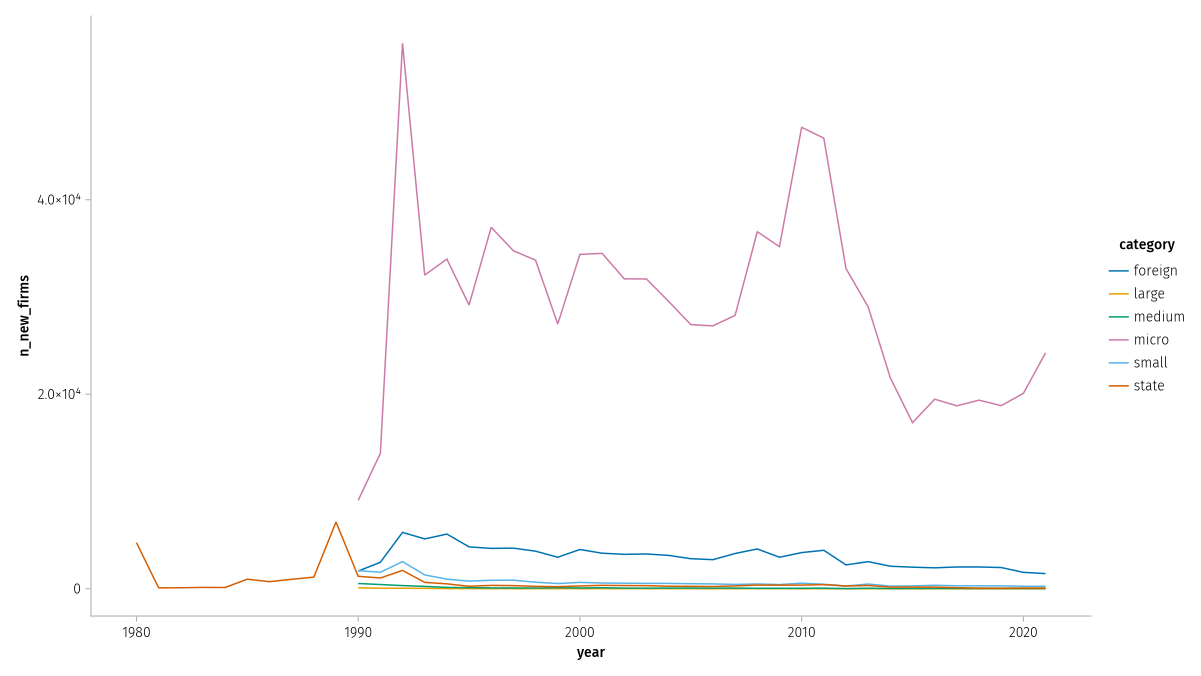 n_new_firms
4.0×10⁴
2.0×10⁴
0
1980
1990
2000
2010
2020
year
category
foreign
large
medium
micro
small
state